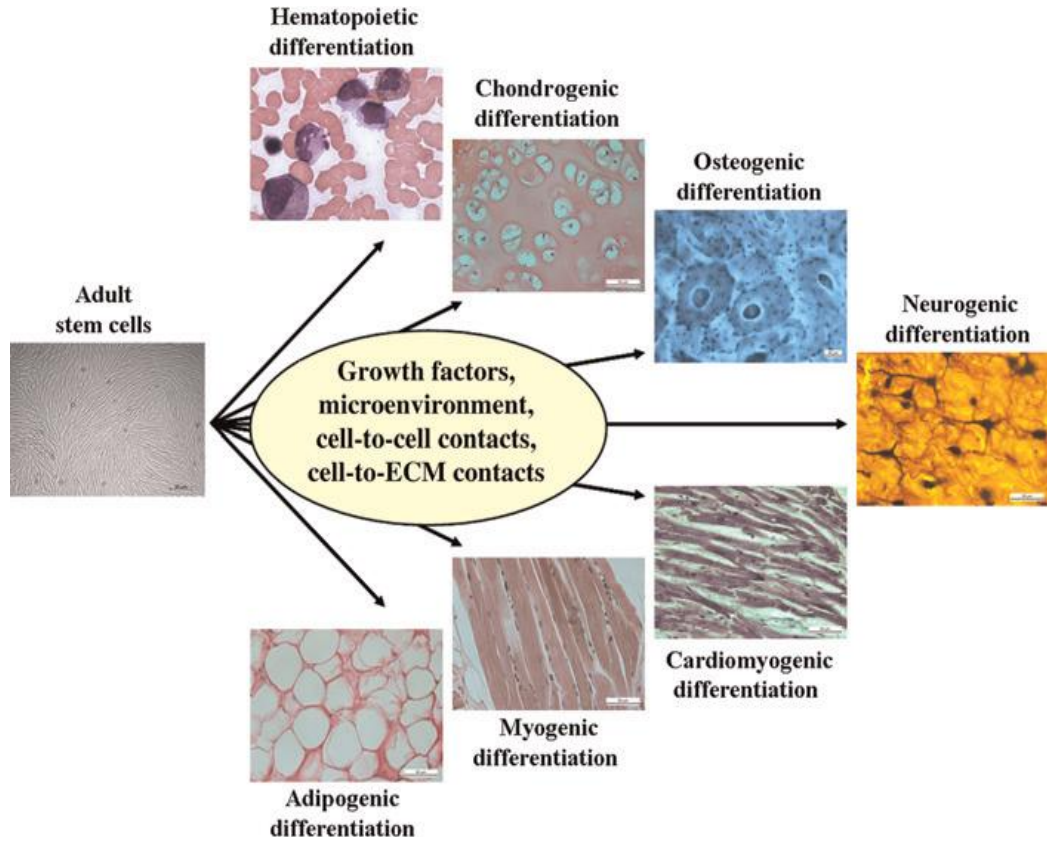 Hematopoietic
differentiation
Chondrogenic
differentiation
Osteogenic
differentiation
Neurogenic
differentiation
Adult
stem cells
Growth factors,
microenvironment,
cell-to-cell contacts,
cell-to-ECM contacts
Cardiomyogenic
differentiation
Myogenic
differentiation
Adipogenic
differentiation